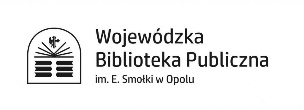 Wojewódzka
Biblioteka Publiczna
im. E. Smołki w Opolu